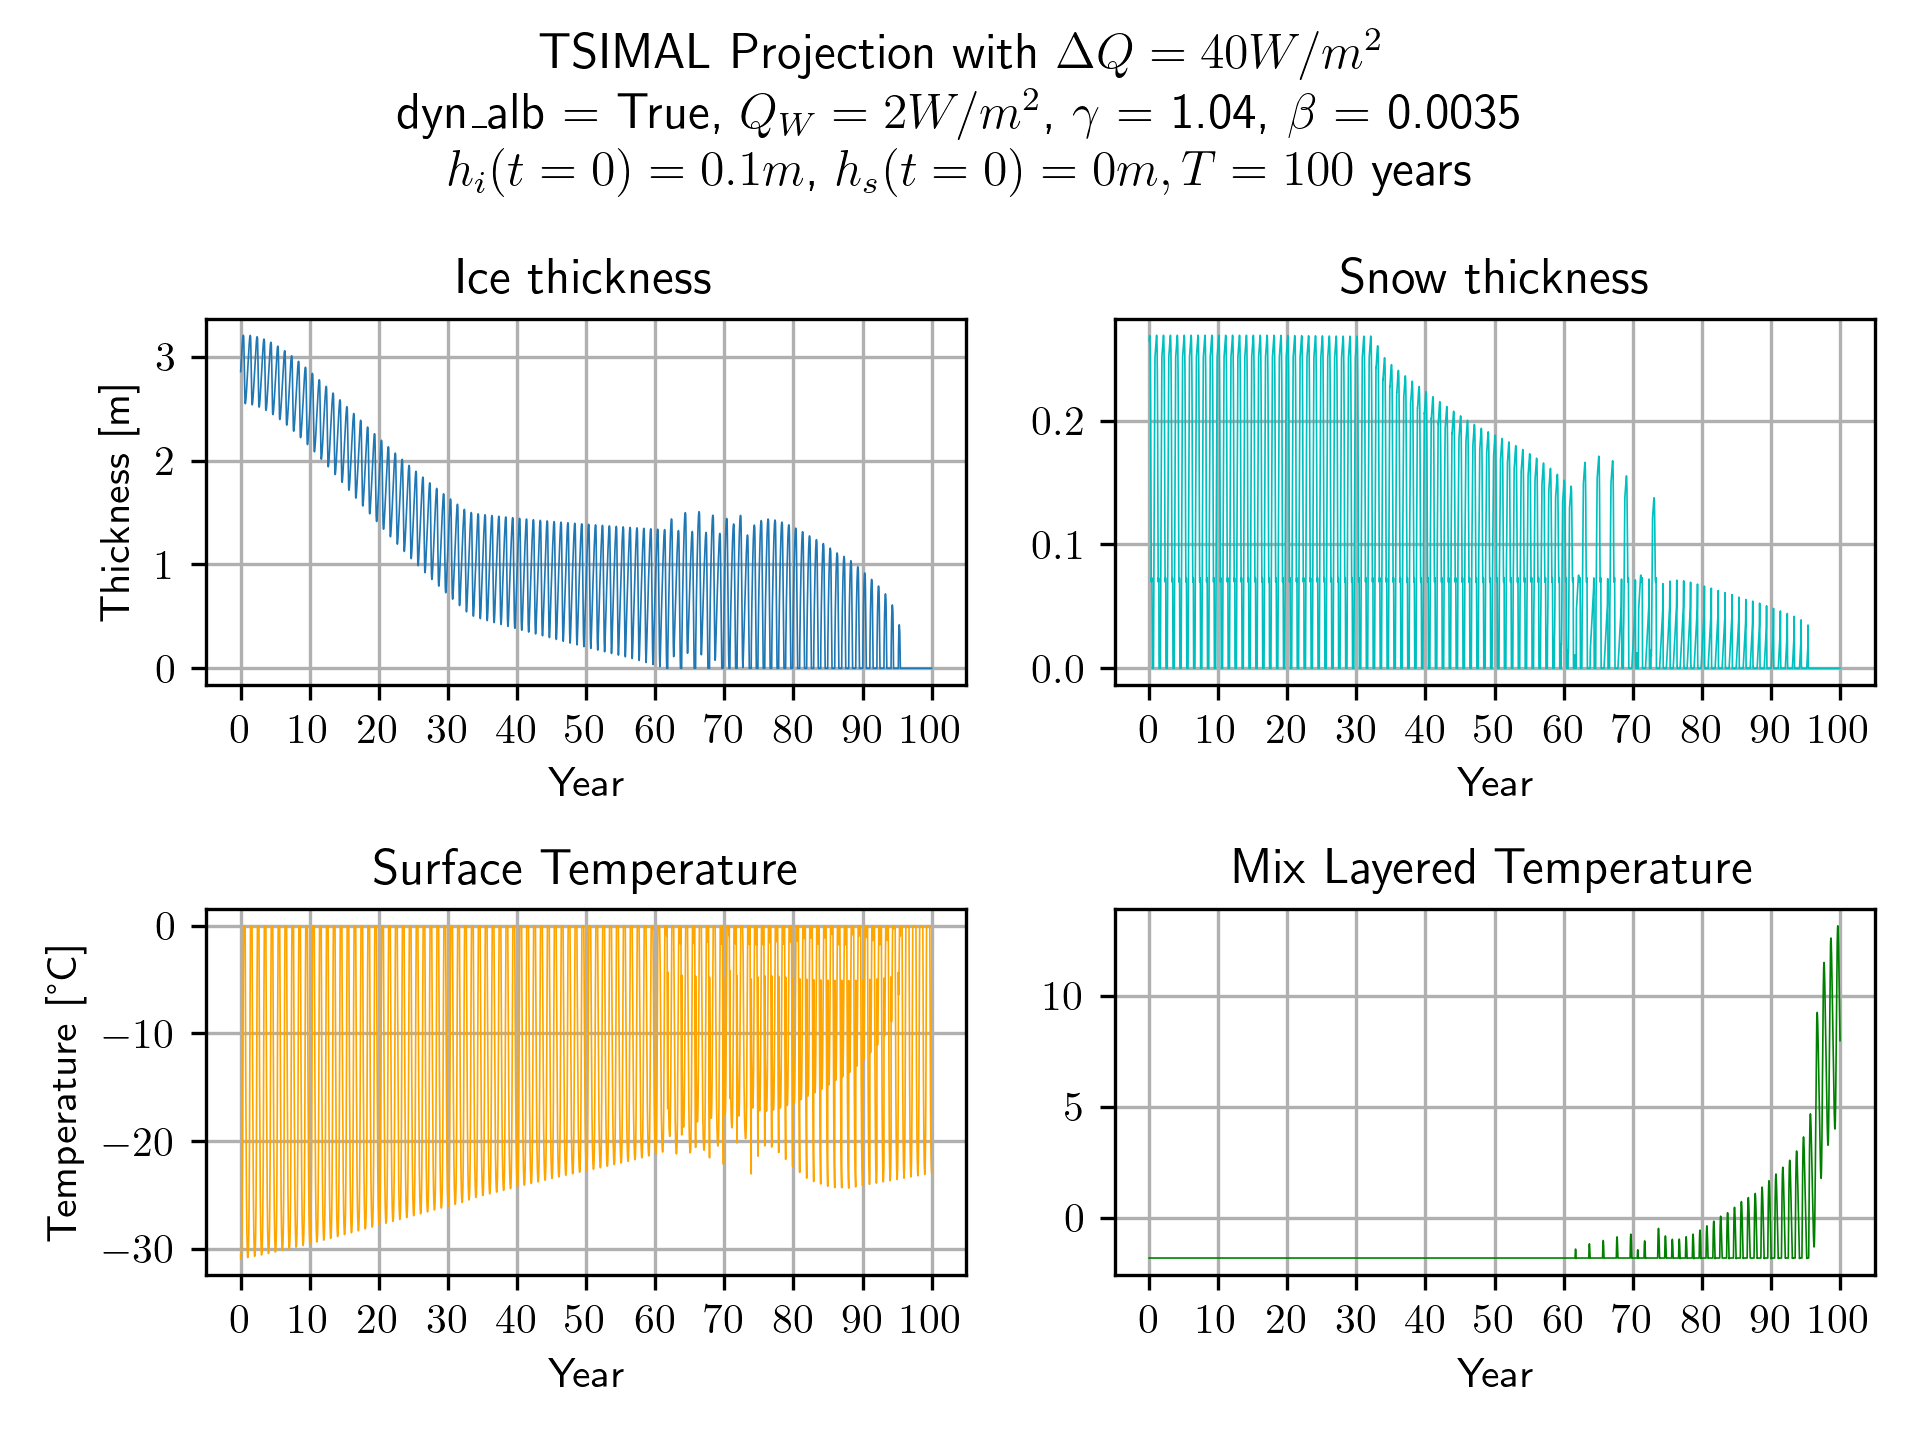 TSIMAL Projection with ΔQ = 40W/m²
dyn_alb = True, Q_W = 2W/m², γ = 1.04, β = 0.0035
h_i(t = 0) = 0.1m, h_s(t = 0) = 0m, T = 100 years
Ice thickness
Thickness [m]
3
2
1
0
0 10 20 30 40 50 60 70 80 90 100
Year
Snow thickness
0.2
0.1
0.0
0 10 20 30 40 50 60 70 80 90 100
Year
Surface Temperature
Temperature [°C]
0
−10
−20
−30
0 10 20 30 40 50 60 70 80 90 100
Year
Mix Layered Temperature
10
5
0
0 10 20 30 40 50 60 70 80 90 100
Year